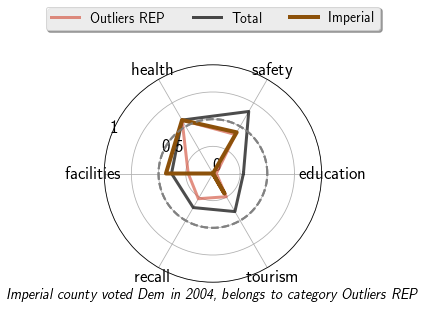 Outliers REP Total Imperial
health safety
1
0.5
0
facilities education
recall tourism
Imperial county voted Dem in 2004, belongs to category Outliers REP